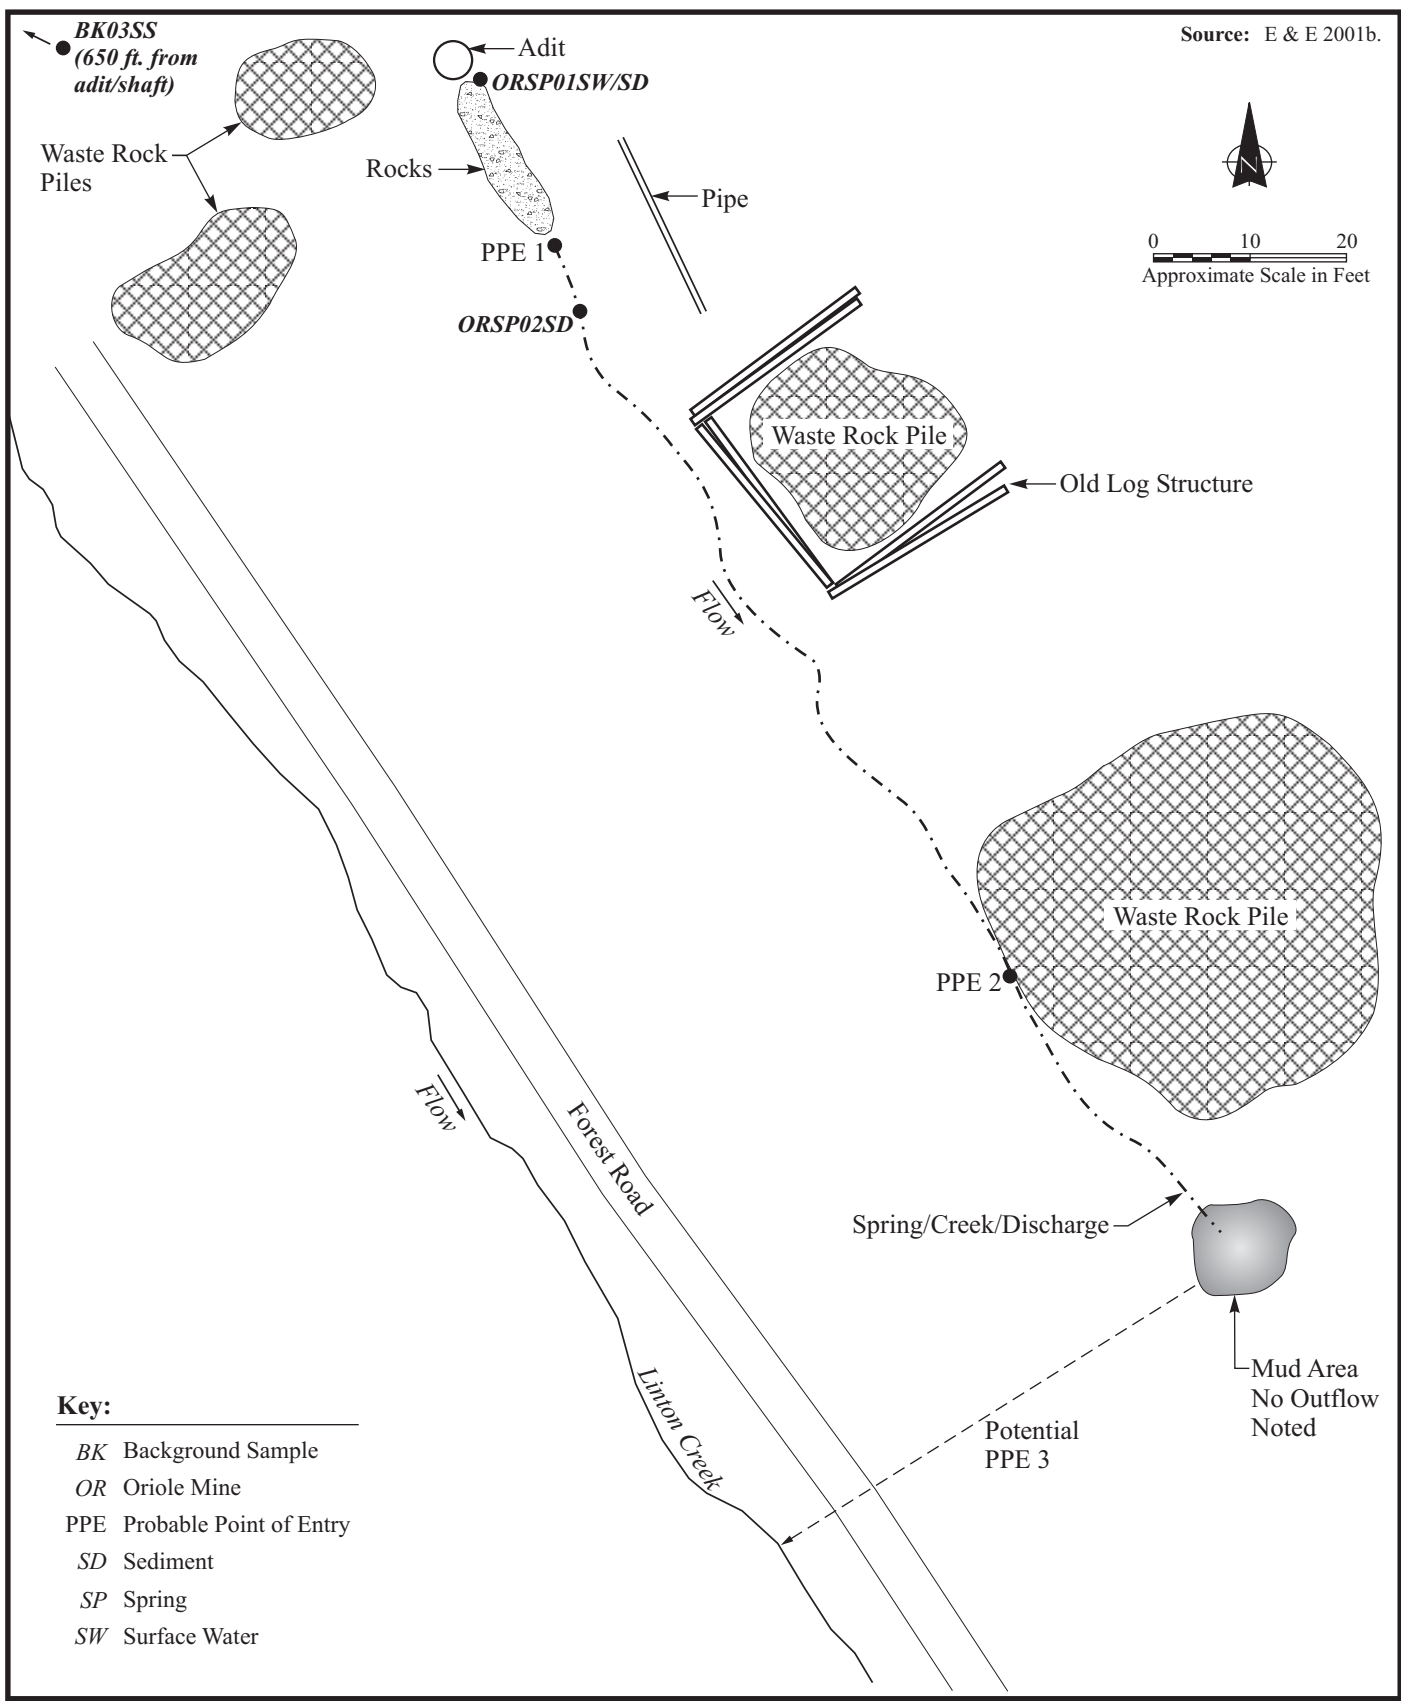 BK03SS
(650 ft. from
adit/shaft)
Adit
ORSP01SW/SD
Source: E & E 2001b.
Waste Rock
Piles
Rocks
Pipe
N
0 10 20
Approximate Scale in Feet
PPE 1
ORSP02SD
Waste Rock Pile
Old Log Structure
Flow
Waste Rock Pile
PPE 2
Flow
Forest Road
Spring/Creek/Discharge
Linton Creek
Mud Area
No Outflow
Noted
Potential
PPE 3
Key:
BK Background Sample
OR Oriole Mine
PPE Probable Point of Entry
SD Sediment
SP Spring
SW Surface Water